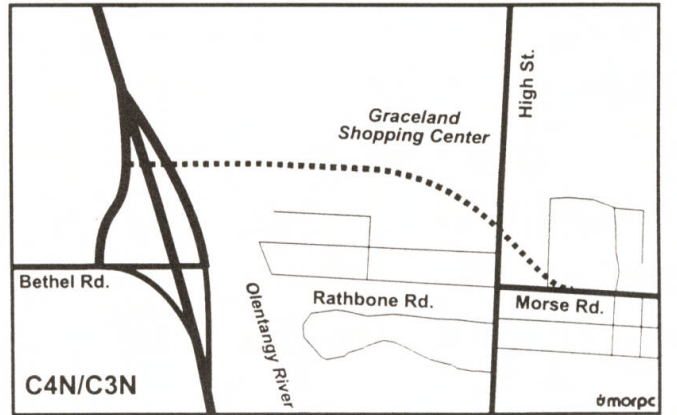 Graceland
Shopping Center
High St.
Bethel Rd.
Rathbone Rd.
Morse Rd.
Olentangy River
C4N/C3N
morpc